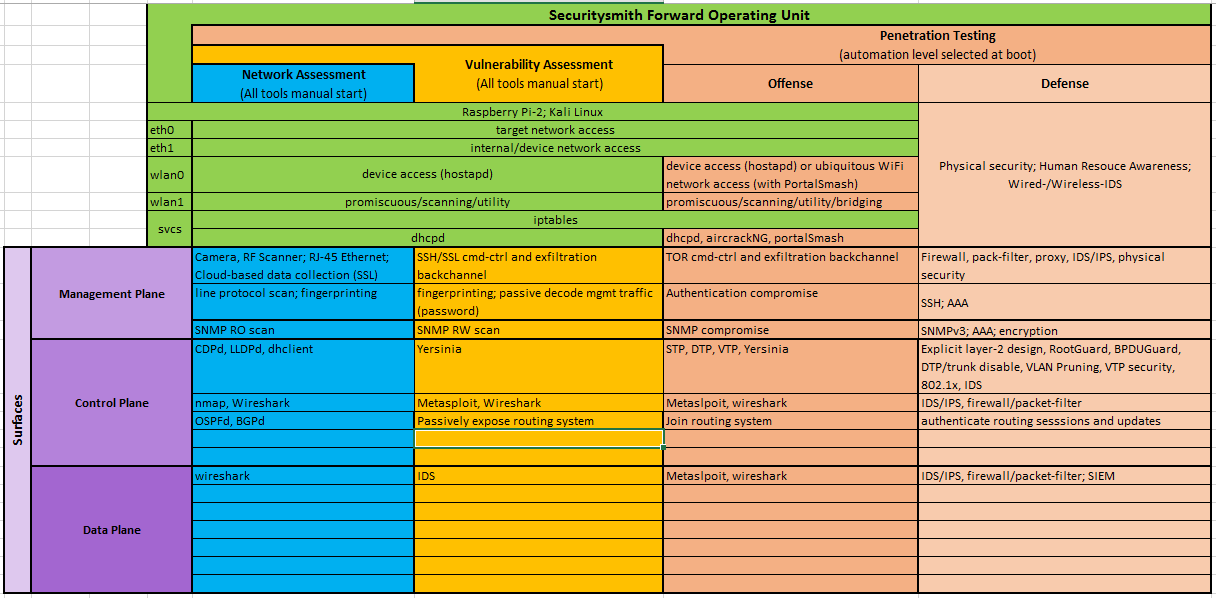 Securitysmith Forward Operating Unit
Penetration Testing
(automation level selected at boot)
Vulnerability Assessment
(All tools manual start)
Network Assessment
(All tools manual start)
Offense
Defense
Raspberry Pi-2; Kali Linux
eth0
target network access
eth1
internal/device network access
wlan0
device access (hostapd)
device access (hostapd) or ubiquitous WiFi
network access (with PortalSmash)
Physical security; Human Resouce Awareness;
Wired-/Wireless-IDS
wlan1
promiscuous/scanning/utility
promiscuous/scanning/utility/bridging
svcs
iptables
dhcpd
dhcpd, aircrackNG, portalSmash
Surfaces
Management Plane
Camera, RF Scanner; RJ-45 Ethernet;
Cloud-based data collection (SSL)
SSH/SSL cmd-ctrl and exfiltration
backchannel
TOR cmd-ctrl and exfiltration backchannel
Firewall, pack-filter, proxy, IDS/IPS, physical
security
line protocol scan; fingerprinting
fingerprinting; passive decode mgmt traffic
(password)
Authentication compromise
SSH; AAA
SNMP RO scan
SNMP RW scan
SNMP compromise
SNMPv3; AAA; encryption
Control Plane
CDPd, LLDPd, dhclient
Yersinia
STP, DTP, VTP, Yersinia
Explicit layer-2 design, RootGuard, BPDUGuard,
DTP/trunk disable, VLAN Pruning, VTP security,
802.1x, IDS
nmap, Wireshark
Metasploit, Wireshark
Metaslpoit, wireshark
IDS/IPS, firewall/packet-filter
OSPFd, BGPd
Passively expose routing system
Join routing system
authenticate routing sesssions and updates
Data Plane
wireshark
IDS
Metaslpoit, wireshark
IDS/IPS, firewall/packet-filter; SIEM